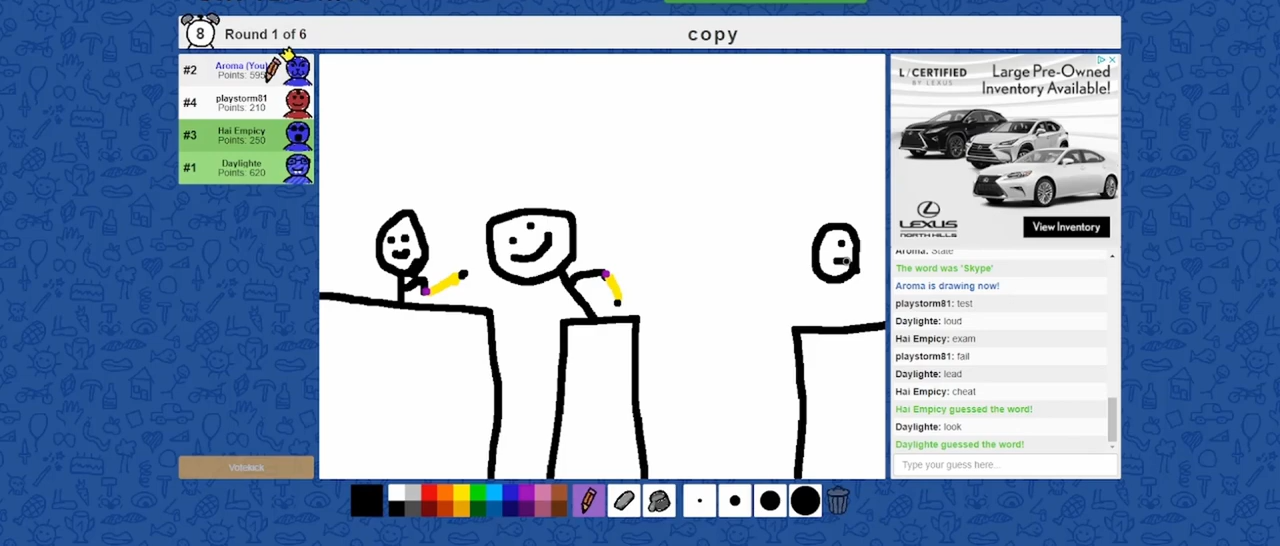 8
Round 1 of 6
copy
#2
Aroma (You)
Points: 595
#4
playstorm81
Points: 210
#3
Hai Empicy
Points: 250
#1
Daylighte
Points: 620
Votekick
L/CERTIFIED
BY LEXUS
Large Pre-Owned
Inventory Available!
LEXUS
NORTH HILLS
View Inventory
Aroma: State
The word was 'Skype'
Aroma is drawing now!
playstorm81: test
Daylighte: loud
Hai Empicy: exam
playstorm81: fail
Daylighte: lead
Hai Empicy: cheat
Hai Empicy guessed the word!
Daylighte: look
Daylighte guessed the word!
Type your guess here...